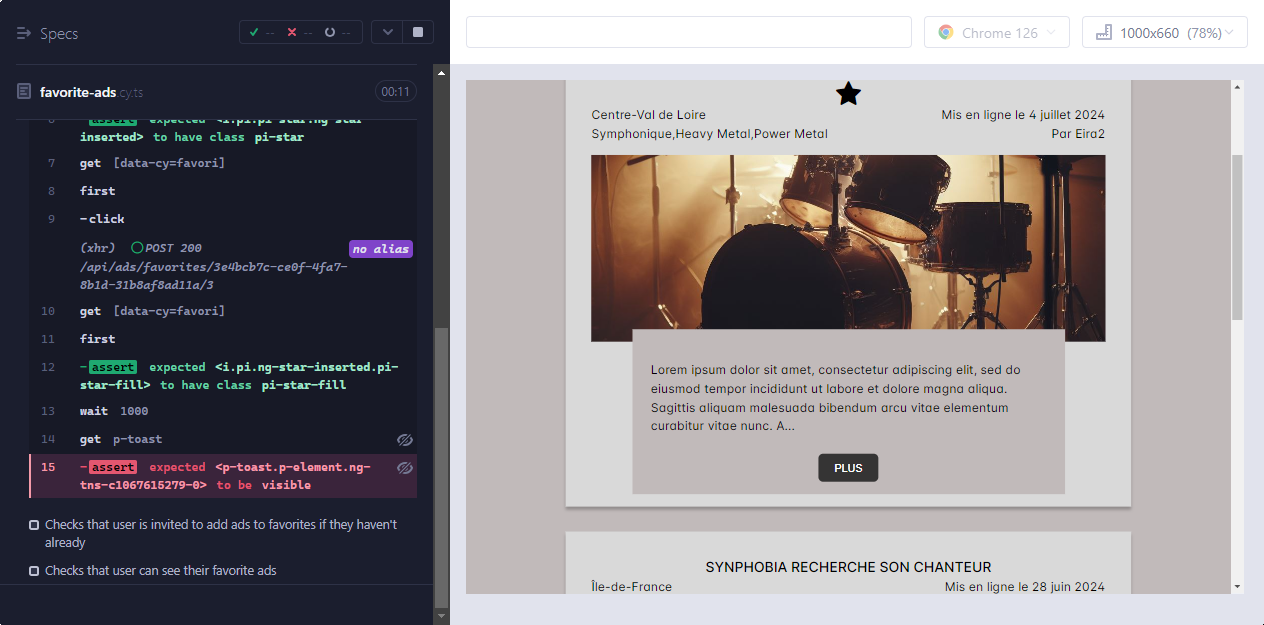 Specs
-- -- --
Chrome 126
1000x660 (78%)
favorite-ads.cy.ts
00:11
6 -assert expected <i.pi.pi-star.ng-star-
inserted> to have class pi-star
7 get [data-cy=favori]
8 first
9 -click
(xhr) POST 200
no alias
/api/ads/favorites/3e4bcb7c-ce0f-4fa7-
8b1d-31b8af8ad11a/3
10 get [data-cy=favori]
11 first
12 -assert expected <i.pi.ng-star-inserted.pi-
star-fill> to have class pi-star-fill
13 wait 1000
14 get p-toast
15 -assert expected <p-toast.p-element.ng-
tns-c1067615279-0> to be visible
Checks that user is invited to add ads to favorites if they haven't
already
Checks that user can see their favorite ads
Centre-Val de Loire
Mis en ligne le 4 juillet 2024
Symphonique,Heavy Metal,Power Metal
Par Eira2
Lorem ipsum dolor sit amet, consectetur adipiscing elit, sed do
eiusmod tempor incididunt ut labore et dolore magna aliqua.
Sagittis aliquam malesuada bibendum arcu vitae elementum
curabitur vitae nunc. A...
PLUS
SYNPHOBIA RECHERCHE SON CHANTEUR
Île-de-France
Mis en ligne le 28 juin 2024